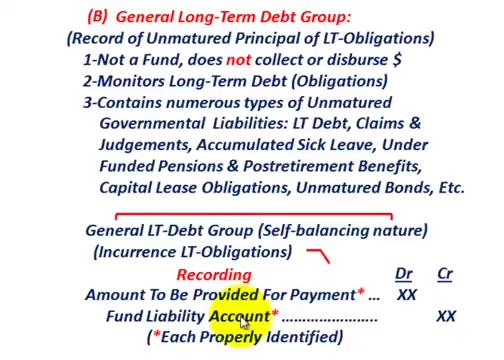 (B) General Long-Term Debt Group:
(Record of Unmatured Principal of LT-Obligations)
1-Not a Fund, does not collect or disburse $
2-Monitors Long-Term Debt (Obligations)
3-Contains numerous types of Unmatured
Governmental Liabilities: LT Debt, Claims &
Judgements, Accumulated Sick Leave, Under
Funded Pensions & Postretirement Benefits,
Capital Lease Obligations, Unmatured Bonds, Etc.
General LT-Debt Group (Self-balancing nature)
(Incurrence LT-Obligations)
Recording Dr Cr
Amount To Be Provided For Payment* ... XX
Fund Liability Account* ...................... XX
(*Each Properly Identified)